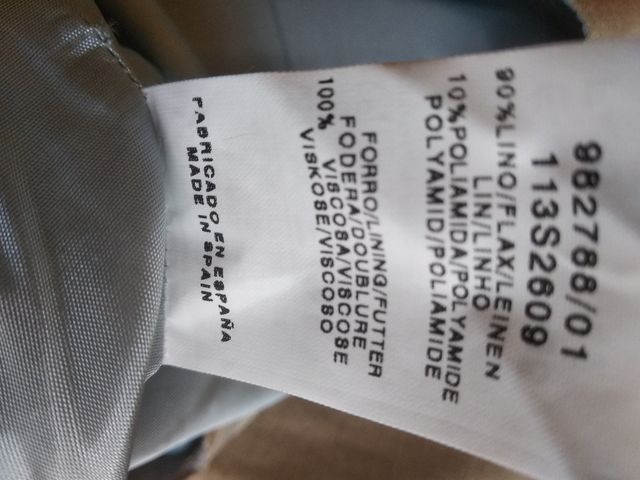 982788/01
113S2609
90%LINO/FLAX/LEINEN
LIN/LINHO
10%POLIAMIDA/POLYAMIDE
POLYAMID/POLIAMIDE
FORRO/LINING/FUTTER
FODERA/DOUBLURE
100% VISCOSA/VISCOSE
VISKOSE/VISCOSO
FABRICADO EN ESPAÑA
MADE IN SPAIN